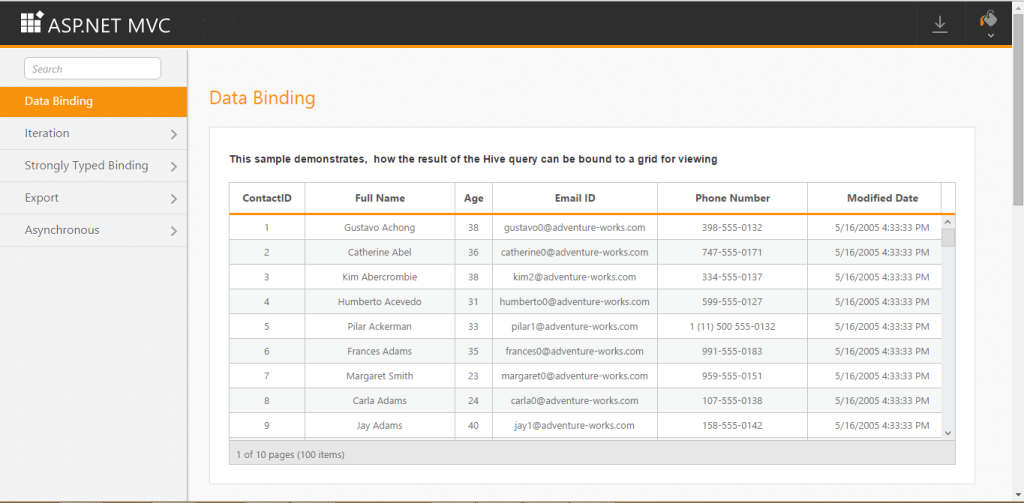 ASP.NET MVC
Search
Data Binding
Iteration
Strongly Typed Binding
Export
Asynchronous
Data Binding
This sample demonstrates, how the result of the Hive query can be bound to a grid for viewing
ContactID Full Name Age Email ID Phone Number Modified Date
1 Gustavo Achong 38 gustavo0@adventure-works.com 398-555-0132 5/16/2005 4:33:33 PM
2 Catherine Abel 36 catherine0@adventure-works.com 747-555-0171 5/16/2005 4:33:33 PM
3 Kim Abercrombie 38 kim2@adventure-works.com 334-555-0137 5/16/2005 4:33:33 PM
4 Humberto Acevedo 31 humberto0@adventure-works.com 599-555-0127 5/16/2005 4:33:33 PM
5 Pilar Ackerman 33 pilar1@adventure-works.com 1 (11) 500 555-0132 5/16/2005 4:33:33 PM
6 Frances Adams 35 frances0@adventure-works.com 991-555-0183 5/16/2005 4:33:33 PM
7 Margaret Smith 23 margaret0@adventure-works.com 959-555-0151 5/16/2005 4:33:33 PM
8 Carla Adams 24 carla0@adventure-works.com 107-555-0138 5/16/2005 4:33:33 PM
9 Jay Adams 40 jay1@adventure-works.com 158-555-0142 5/16/2005 4:33:33 PM
1 of 10 pages (100 items)